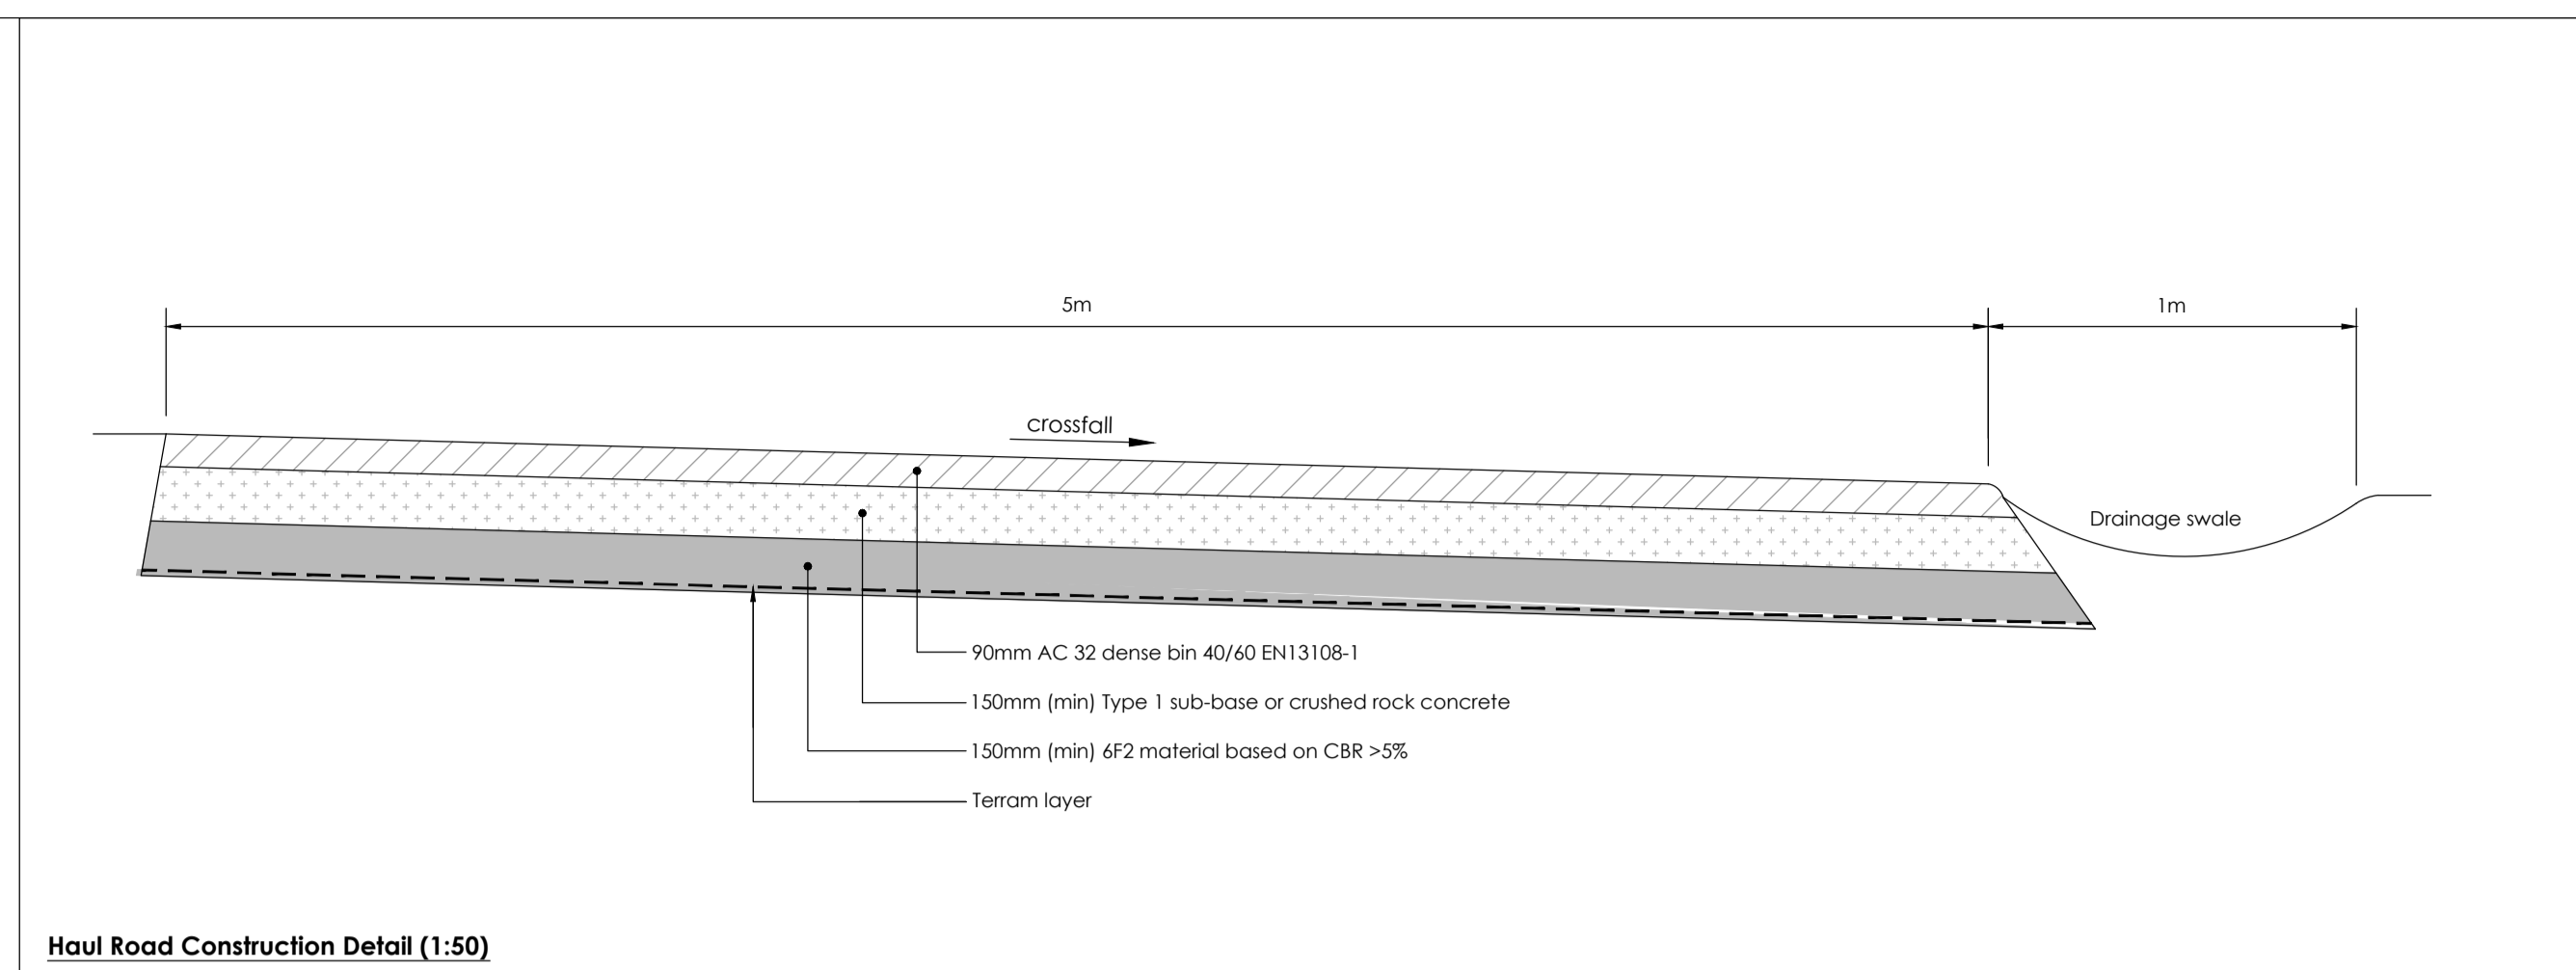 5m
1m
crossfall
Drainage swale
90mm AC 32 dense bin 40/60 EN13108-1
150mm (min) Type 1 sub-base or crushed rock concrete
150mm (min) 6F2 material based on CBR >5%
Terram layer
Haul Road Construction Detail (1:50)